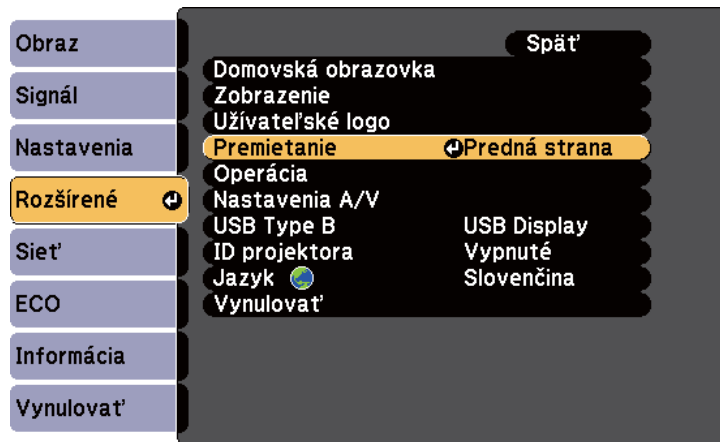 Obraz
Signál
Nastavenia
Rozšírené
Sieť
ECO
Informácia
Vynulovať
Späť
Domovská obrazovka
Zobrazenie
Užívateľské logo
Premietanie Predná strana
Operácia
Nastavenia A/V
USB Type B USB Display
ID projektora Vypnuté
Jazyk Slovenčina
Vynulovať